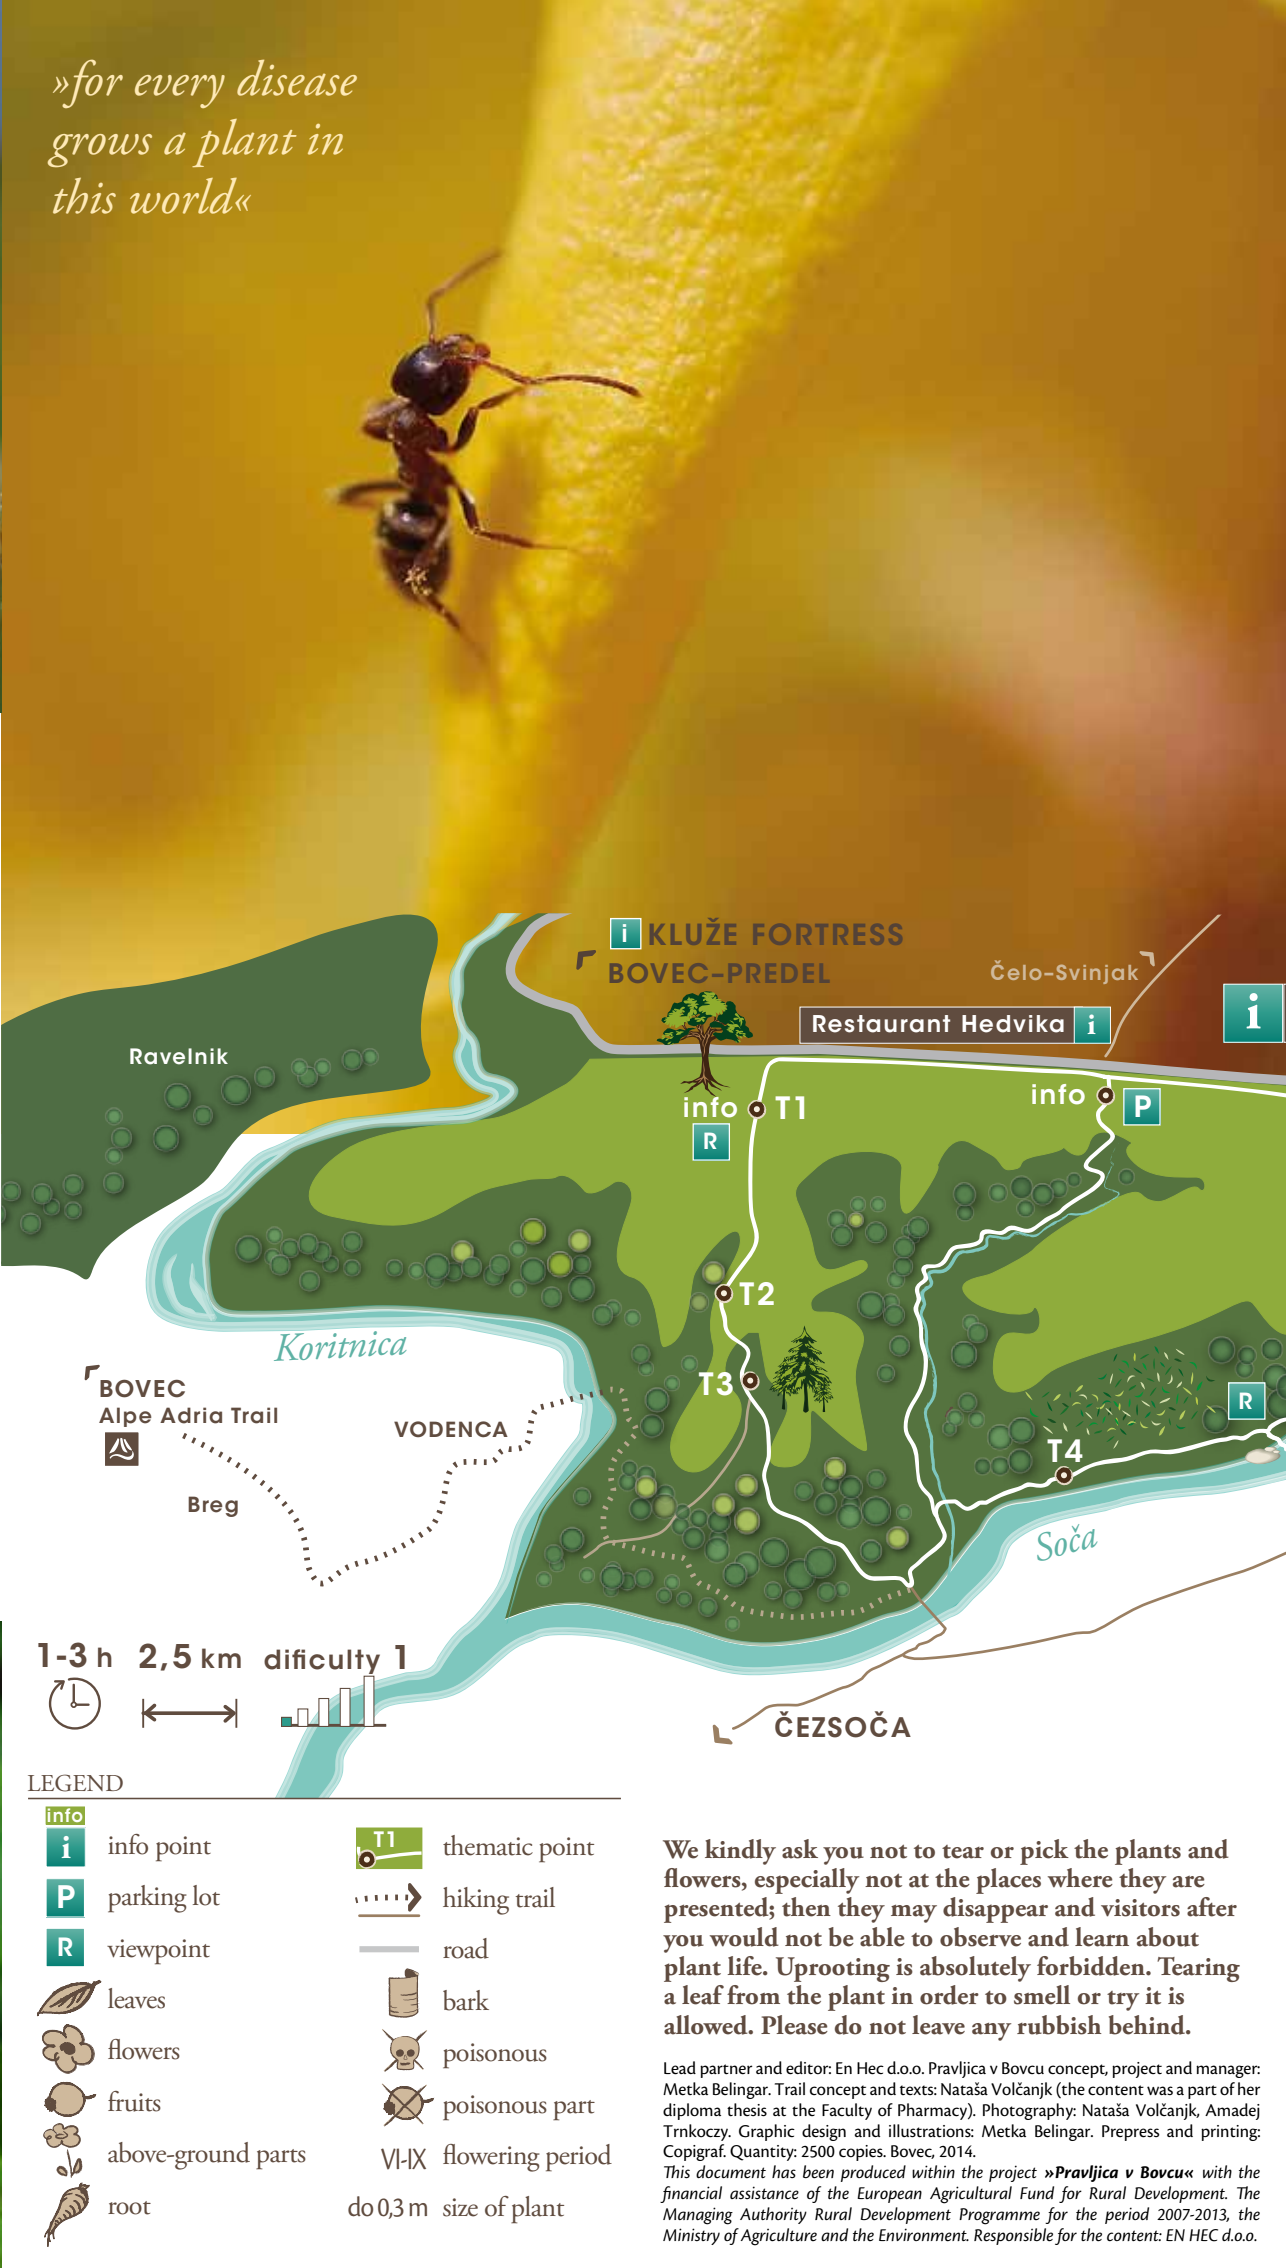 »for every disease
grows a plant in
this world«
i KLUŽE FORTRESS
BOVEC–PREDEL
Čelo–Svinjak
Restaurant Hedvika i
i
Ravelnik
info T1
R
info
P
T2
Koritnica
T3
BOVEC
Alpe Adria Trail
VODENCA
R
T4
Breg
Soča
1-3 h 2,5 km dificulty 1
ČEZSOČA
LEGEND
info
i info point
P parking lot
R viewpoint
leaves
flowers
fruits
above-ground parts
root
T1 thematic point
hiking trail
road
bark
poisonous
poisonous part
VI-IX flowering period
do 0,3 m size of plant
We kindly ask you not to tear or pick the plants and
flowers, especially not at the places where they are
presented; then they may disappear and visitors after
you would not be able to observe and learn about
plant life. Uprooting is absolutely forbidden. Tearing
a leaf from the plant in order to smell or try it is
allowed. Please do not leave any rubbish behind.
Lead partner and editor: En Hec d.o.o. Pravljica v Bovcu concept, project and manager:
Metka Belingar. Trail concept and texts: Nataša Volčanjk (the content was a part of her
diploma thesis at the Faculty of Pharmacy). Photography: Nataša Volčanjk, Amadej
Trnkoczy. Graphic design and illustrations: Metka Belingar. Prepress and printing:
Copigraf. Quantity: 2500 copies. Bovec, 2014.
This document has been produced within the project »Pravljica v Bovcu« with the
financial assistance of the European Agricultural Fund for Rural Development. The
Managing Authority Rural Development Programme for the period 2007-2013, the
Ministry of Agriculture and the Environment. Responsible for the content: EN HEC d.o.o.